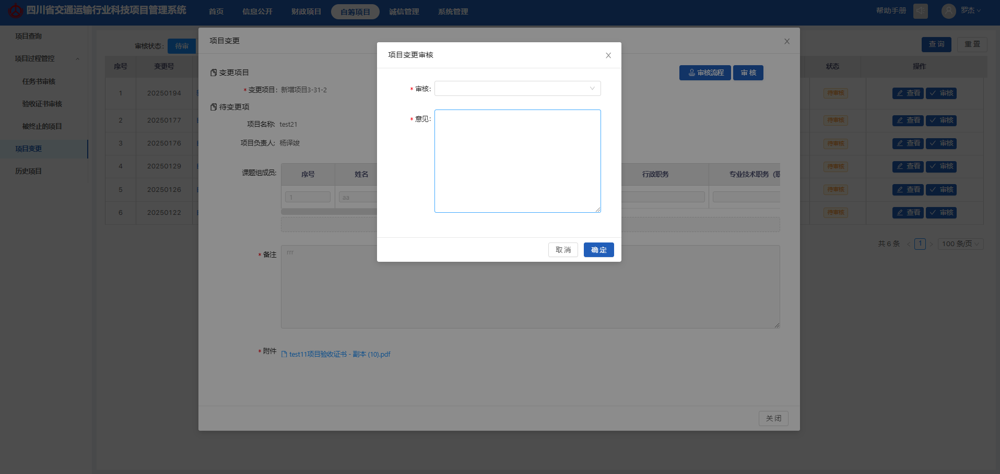 四川省交通运输行业科技项目管理系统
首页 信息公开 财政项目 自筹项目 诚信管理 系统管理
帮助手册 罗杰
项目查询
项目过程管控
任务书审核
验收证书审核
被终止的项目
项目变更
历史项目
审核状态: 待审
查询 重置
序号 变更号 状态 操作
1 20250194 待审核 查看 审核
2 20250177 待审核 查看 审核
3 20250176 待审核 查看 审核
4 20250129 待审核 查看 审核
5 20250126 待审核 查看 审核
6 20250122 待审核 查看 审核
共 6 条 < 1 > 100 条/页
项目变更
变更项目
审核流程 审核
* 变更项目: 新增项目3-31-2
待变更项
项目名称: test21
项目负责人: 杨泽竣
课题组成员:
序号 姓名 行政职务 专业技术职务 (职
1 aa
* 备注 rrr
* 附件 test11项目验收证书 - 副本 (10).pdf
关闭
项目变更审核
* 审核:
* 意见:
取消 确定